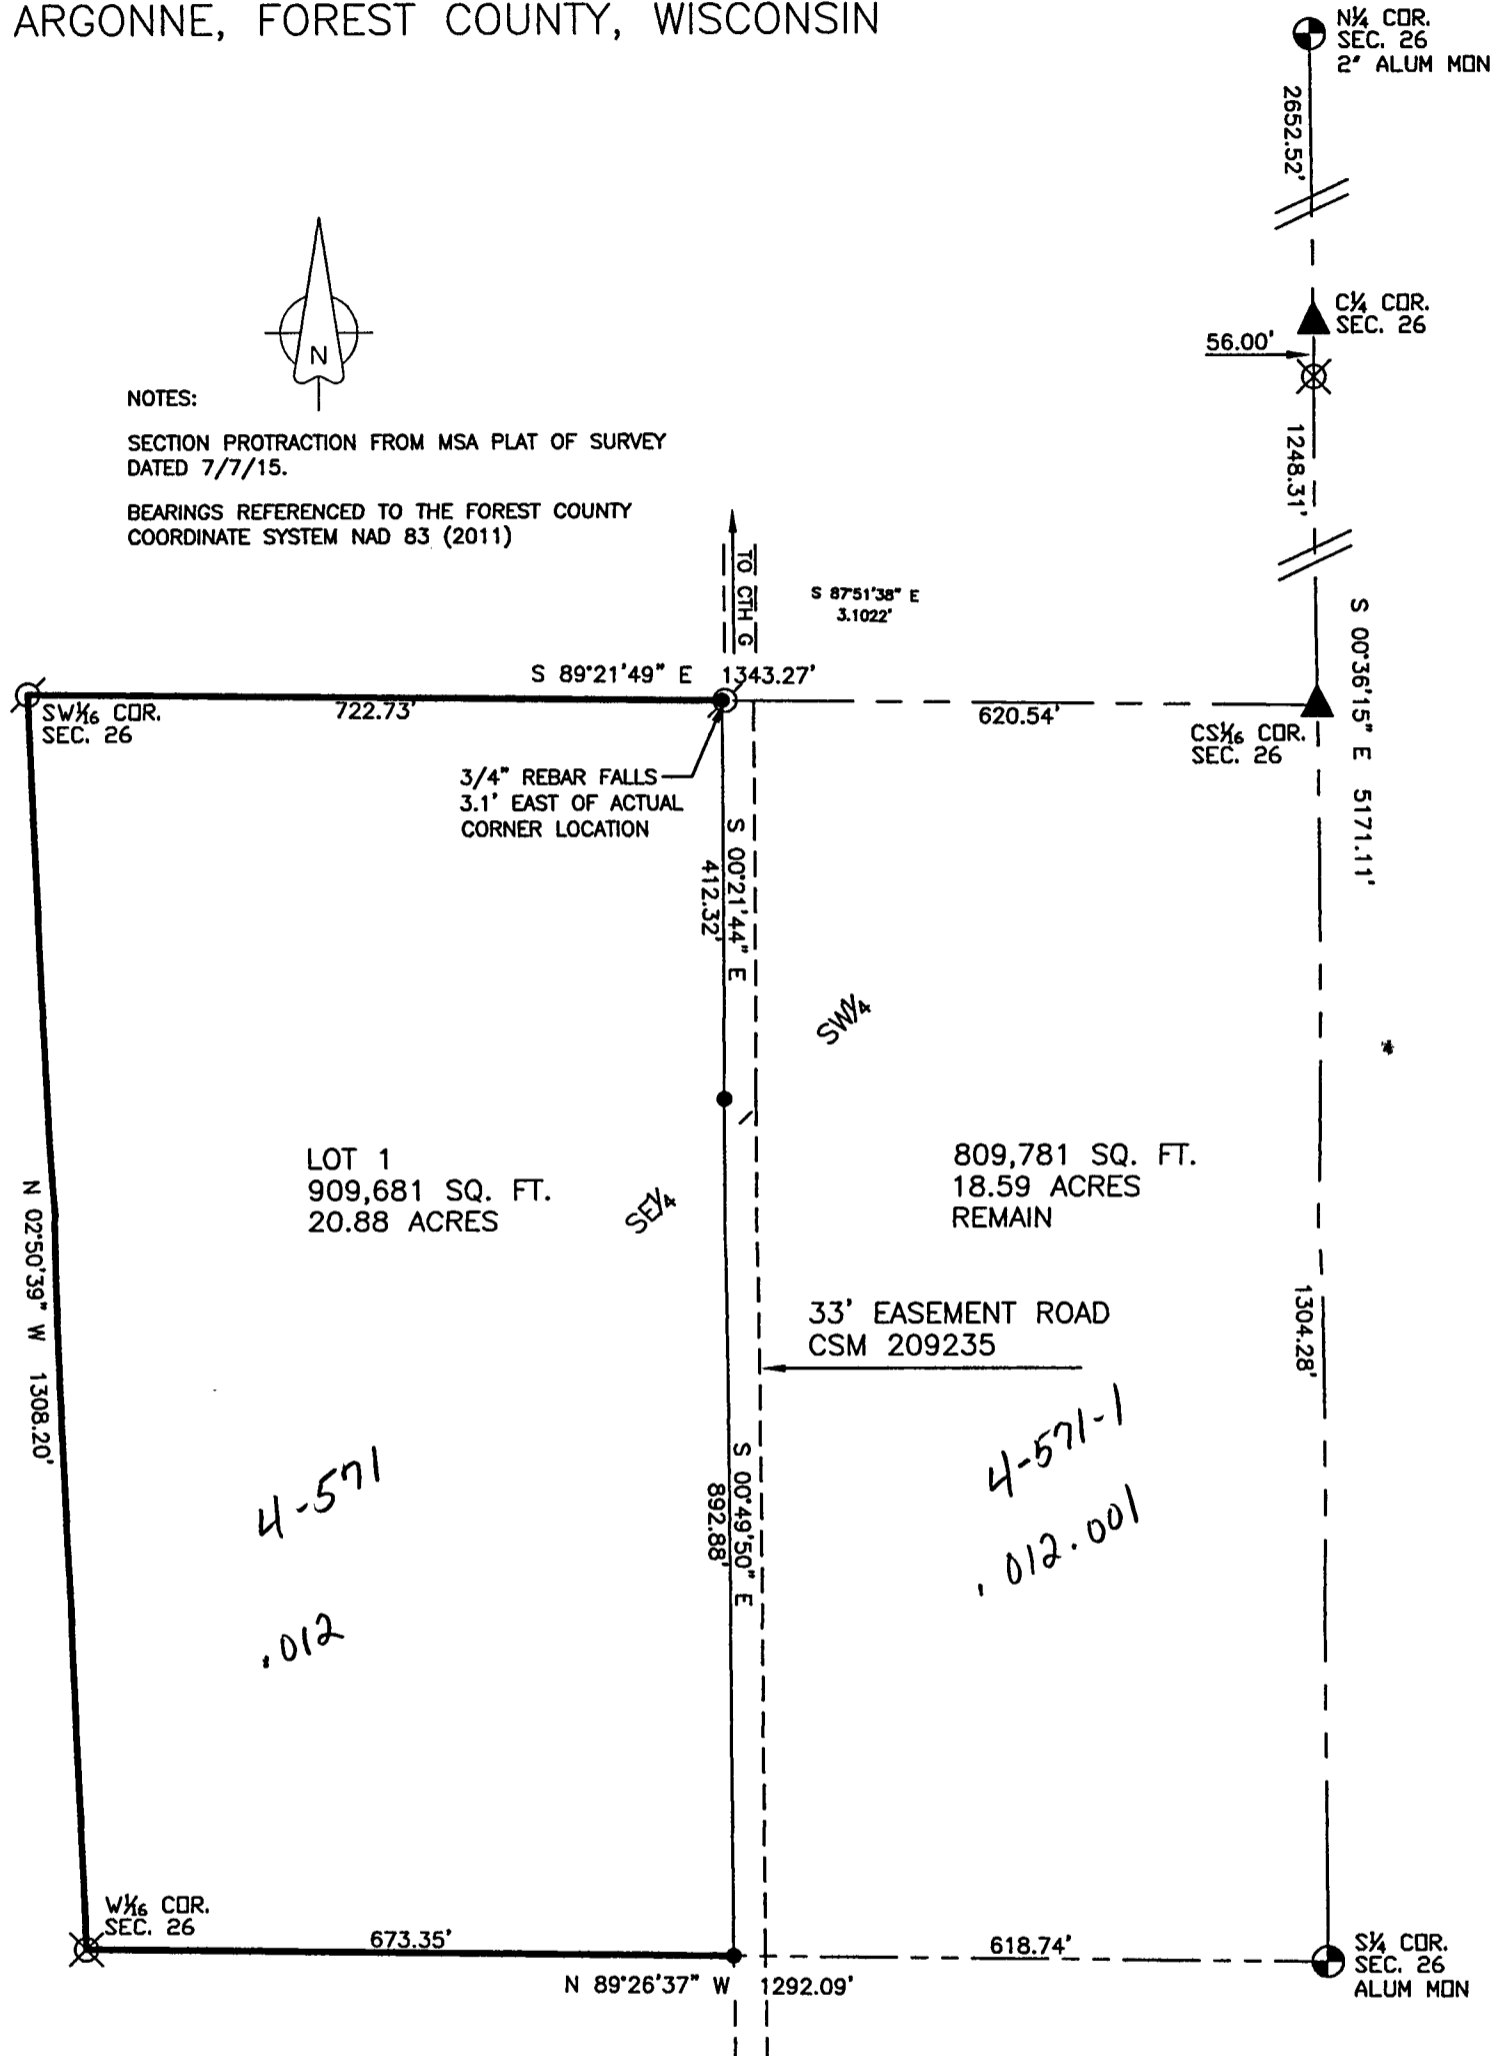 ARGONNE, FOREST COUNTY, WISCONSIN
N¼ COR.
SEC. 26
2" ALUM MON
2652.52'
C¼ COR.
SEC. 26
56.00'
N
NOTES:
SECTION PROTRACTION FROM MSA PLAT OF SURVEY
DATED 7/7/15.
BEARINGS REFERENCED TO THE FOREST COUNTY
COORDINATE SYSTEM NAD 83 (2011)
1248.31'
TO CTH G
S 87°51'38" E
3.1022'
S 00°36'15" E 5171.11'
S 89°21'49" E 1343.27'
SW1/16 COR.
SEC. 26
722.73'
620.54'
CS1/16 COR.
SEC. 26
3/4" REBAR FALLS
3.1' EAST OF ACTUAL
CORNER LOCATION
S 00°21'44" E
412.32'
SW¼
LOT 1
909,681 SQ. FT.
20.88 ACRES
SE¼
809,781 SQ. FT.
18.59 ACRES
REMAIN
N 02°50'39" W 1308.20'
33' EASEMENT ROAD
CSM 209235
1304.28'
4-571
.012
S 00°49'50" E
892.88'
4-571-1
.012.001
W1/16 COR.
SEC. 26
673.35'
618.74'
N 89°26'37" W 1292.09'
S¼ COR.
SEC. 26
ALUM MON